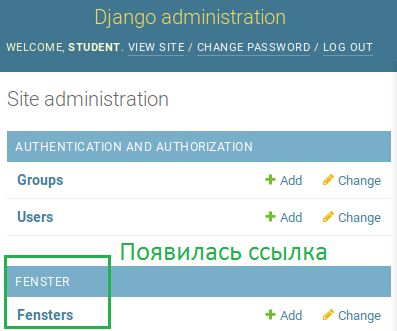 Django administration
WELCOME, STUDENT. VIEW SITE / CHANGE PASSWORD / LOG OUT
Site administration
AUTHENTICATION AND AUTHORIZATION
Groups Add Change
Users Add Change
Появилась ссылка
FENSTER
Fensters Add Change